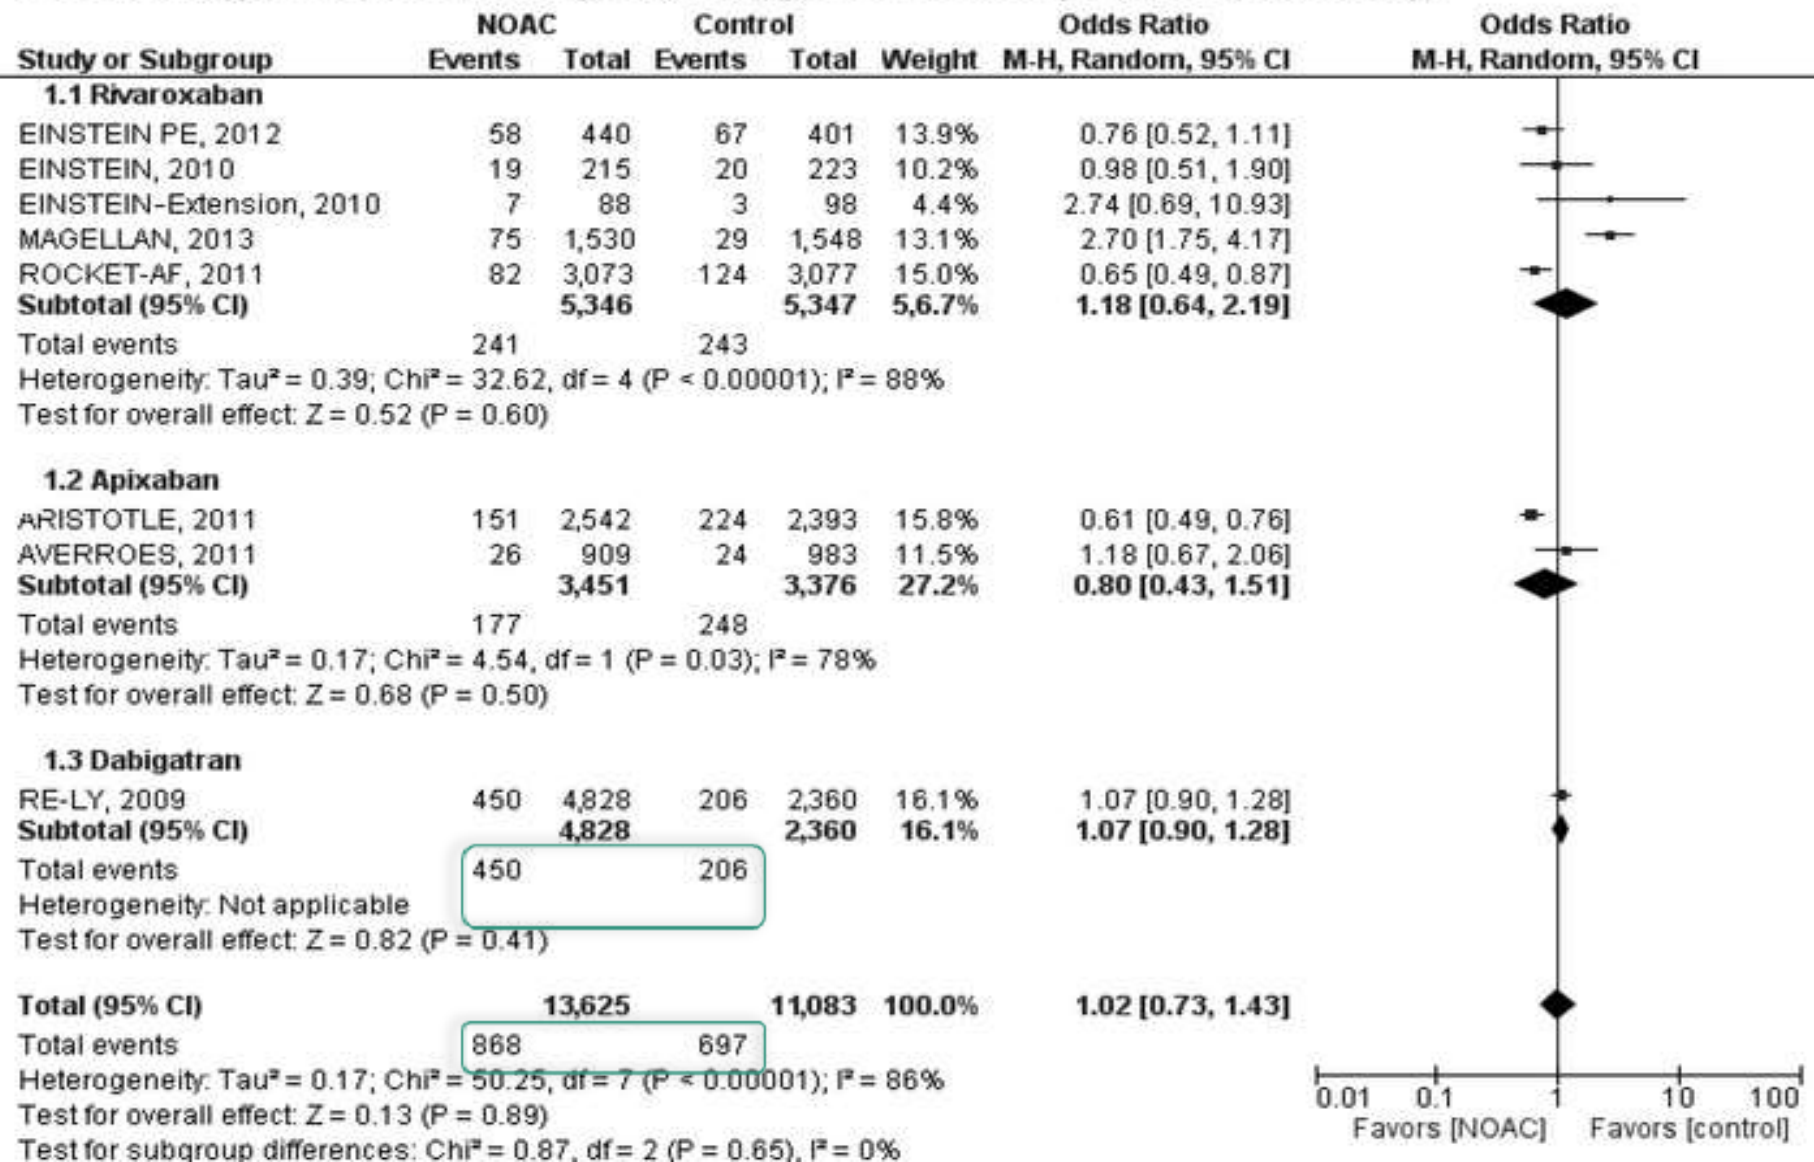 NOAC Control Odds Ratio Odds Ratio
Study or Subgroup Events Total Events Total Weight M-H, Random, 95% CI M-H, Random, 95% CI
1.1 Rivaroxaban
EINSTEIN PE, 2012 58 440 67 401 13.9% 0.76 [0.52, 1.11]
EINSTEIN, 2010 19 215 20 223 10.2% 0.98 [0.51, 1.90]
EINSTEIN-Extension, 2010 7 88 3 98 4.4% 2.74 [0.69, 10.93]
MAGELLAN, 2013 75 1,530 29 1,548 13.1% 2.70 [1.75, 4.17]
ROCKET-AF, 2011 82 3,073 124 3,077 15.0% 0.65 [0.49, 0.87]
Subtotal (95% CI) 5,346 5,347 5,6.7% 1.18 [0.64, 2.19]
Total events 241 243
Heterogeneity: Tau² = 0.39; Chi² = 32.62, df = 4 (P < 0.00001); I² = 88%
Test for overall effect: Z = 0.52 (P = 0.60)
1.2 Apixaban
ARISTOTLE, 2011 151 2,542 224 2,393 15.8% 0.61 [0.49, 0.76]
AVERROES, 2011 26 909 24 983 11.5% 1.18 [0.67, 2.06]
Subtotal (95% CI) 3,451 3,376 27.2% 0.80 [0.43, 1.51]
Total events 177 248
Heterogeneity: Tau² = 0.17; Chi² = 4.54, df = 1 (P = 0.03); I² = 78%
Test for overall effect: Z = 0.68 (P = 0.50)
1.3 Dabigatran
RE-LY, 2009 450 4,828 206 2,360 16.1% 1.07 [0.90, 1.28]
Subtotal (95% CI) 4,828 2,360 16.1% 1.07 [0.90, 1.28]
Total events 450 206
Heterogeneity: Not applicable
Test for overall effect: Z = 0.82 (P = 0.41)
Total (95% CI) 13,625 11,083 100.0% 1.02 [0.73, 1.43]
Total events 868 697
Heterogeneity: Tau² = 0.17; Chi² = 50.25, df = 7 (P < 0.00001); I² = 86%
Test for overall effect: Z = 0.13 (P = 0.89)
Test for subgroup differences: Chi² = 0.87, df = 2 (P = 0.65), I² = 0%
0.01 0.1 1 10 100
Favors [NOAC] Favors [control]